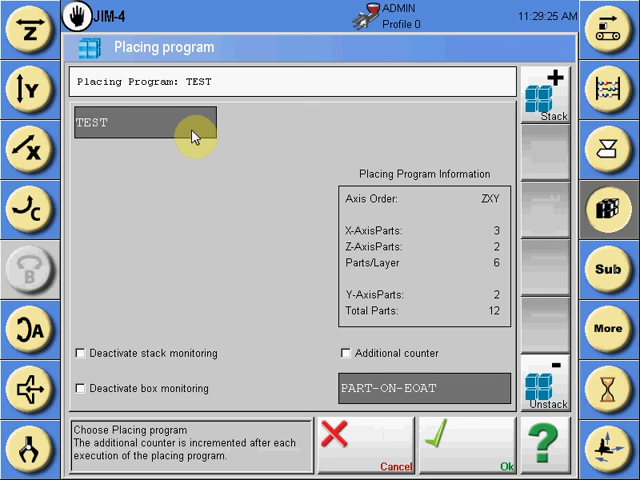 JIM-4
ADMIN
Profile 0
11:29:25 AM
Placing program
Placing Program: TEST
TEST
Stack
Placing Program Information
Axis Order: ZXY
X-AxisParts: 3
Z-AxisParts: 2
Parts/Layer 6
Y-AxisParts: 2
Total Parts: 12
Deactivate stack monitoring
Additional counter
Deactivate box monitoring
PART-ON-EOAT
Unstack
Choose Placing program
The additional counter is incremented after each
execution of the placing program.
Cancel
Ok
?
Z
Y
X
C
B
A
Sub
More